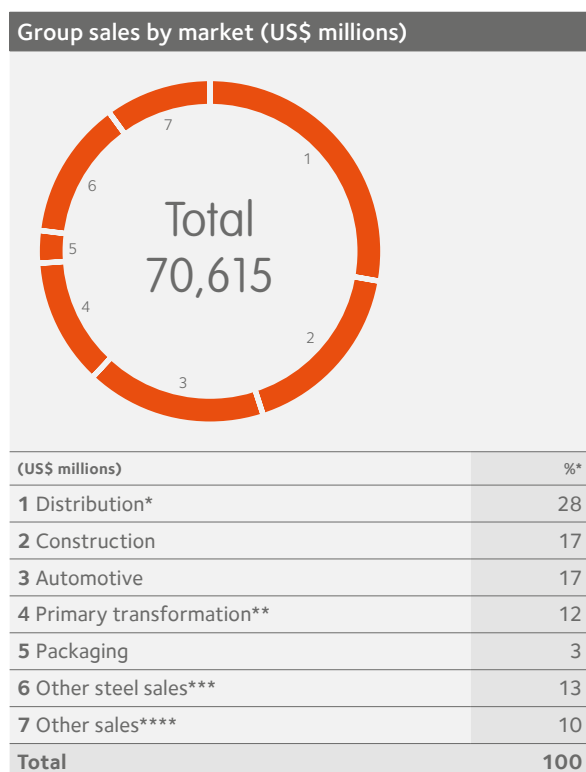 Group sales by market (US$ millions)
7
1
6
Total
5
70,615
4
2
3
(US$ millions) %*
1 Distribution* 28
2 Construction 17
3 Automotive 17
4 Primary transformation** 12
5 Packaging 3
6 Other steel sales*** 13
7 Other sales**** 10
Total 100